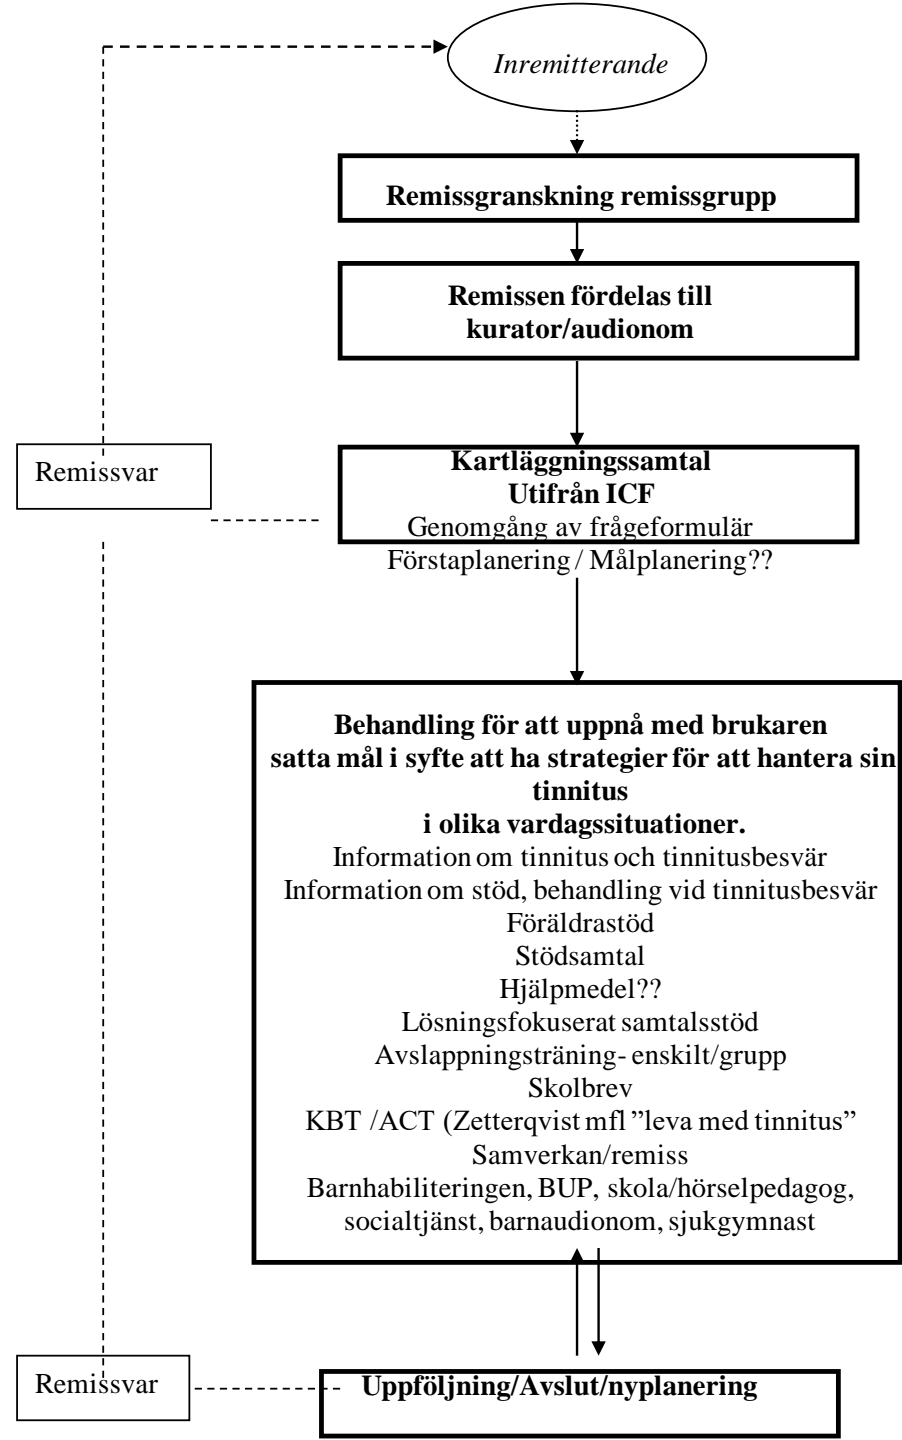 Inremitterande
Remissgranskning remissgrupp
Remissen fördelas till
kurator/audionom
Remissvar
Kartläggningssamtal
Utifrån ICF
Genomgång av frågeformulär
Förstaplanering / Målplanering??
Behandling för att uppnå med brukaren
satta mål i syfte att ha strategier för att hantera sin
tinnitus
i olika vardagssituationer.
Information om tinnitus och tinnitusbesvär
Information om stöd, behandling vid tinnitusbesvär
Föräldrastöd
Stödsamtal
Hjälpmedel??
Lösningsfokuserat samtalsstöd
Avslappningsträning- enskilt/grupp
Skolbrev
KBT /ACT (Zetterqvist mfl ”leva med tinnitus”
Samverkan/remiss
Barnhabiliteringen, BUP, skola/hörselpedagog,
socialtjänst, barnaudionom, sjukgymnast
Remissvar
Uppföljning/Avslut/nyplanering